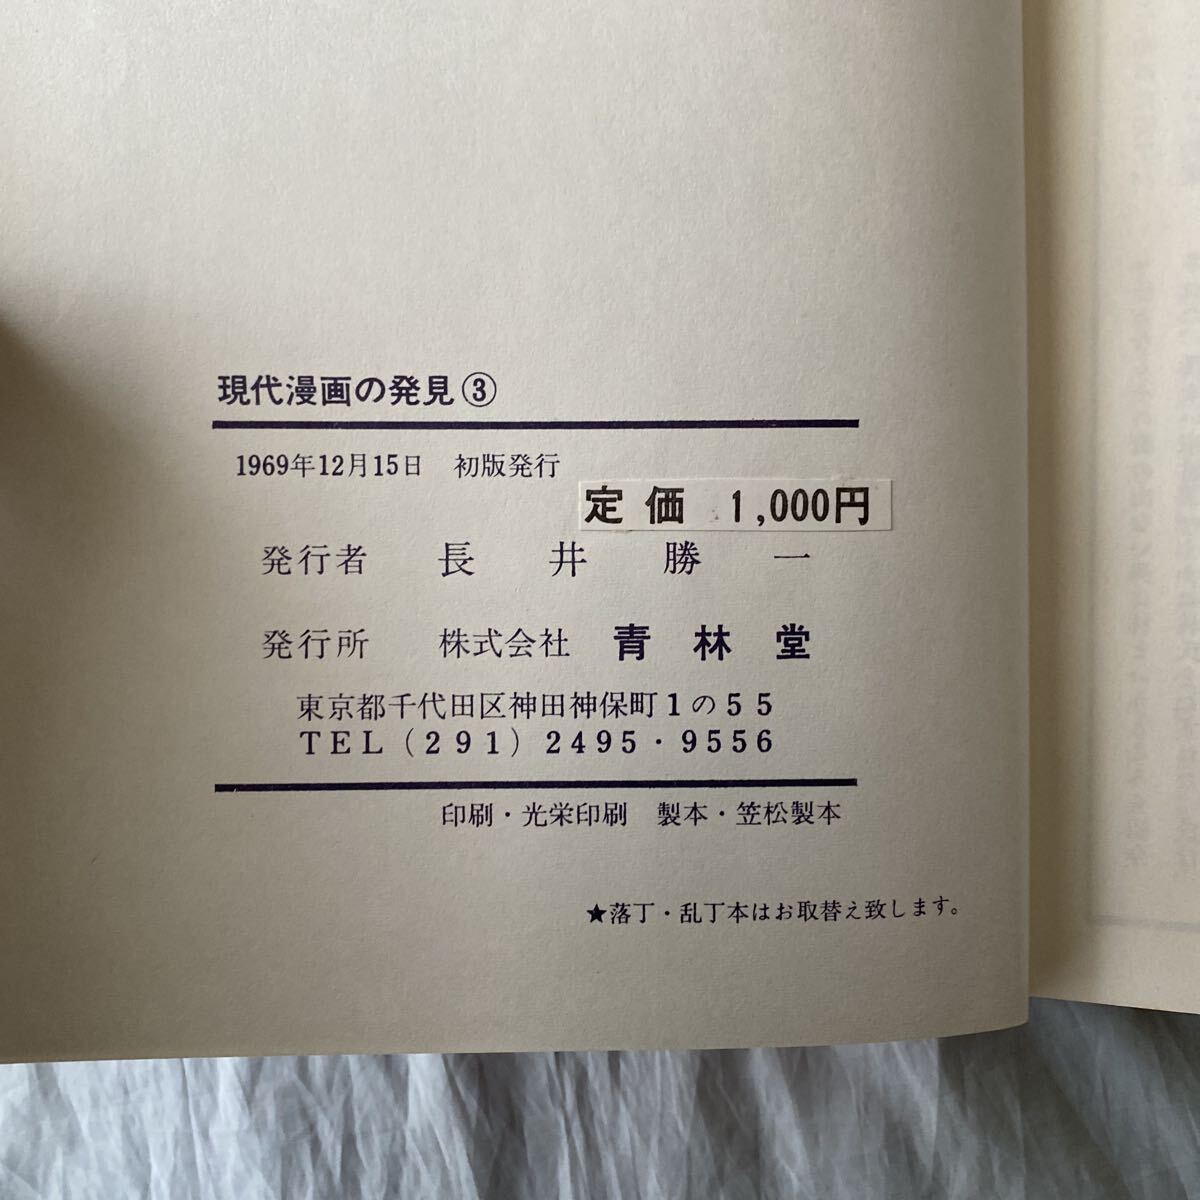 現代漫画の発見③
1969年12月15日　初版発行
定価 1,000円
発行者　長井勝一
発行所　株式会社 青林堂
東京都千代田区神田神保町1の55
TEL(291)2495・9556
印刷・光栄印刷　製本・笠松製本
★落丁・乱丁本はお取替え致します。